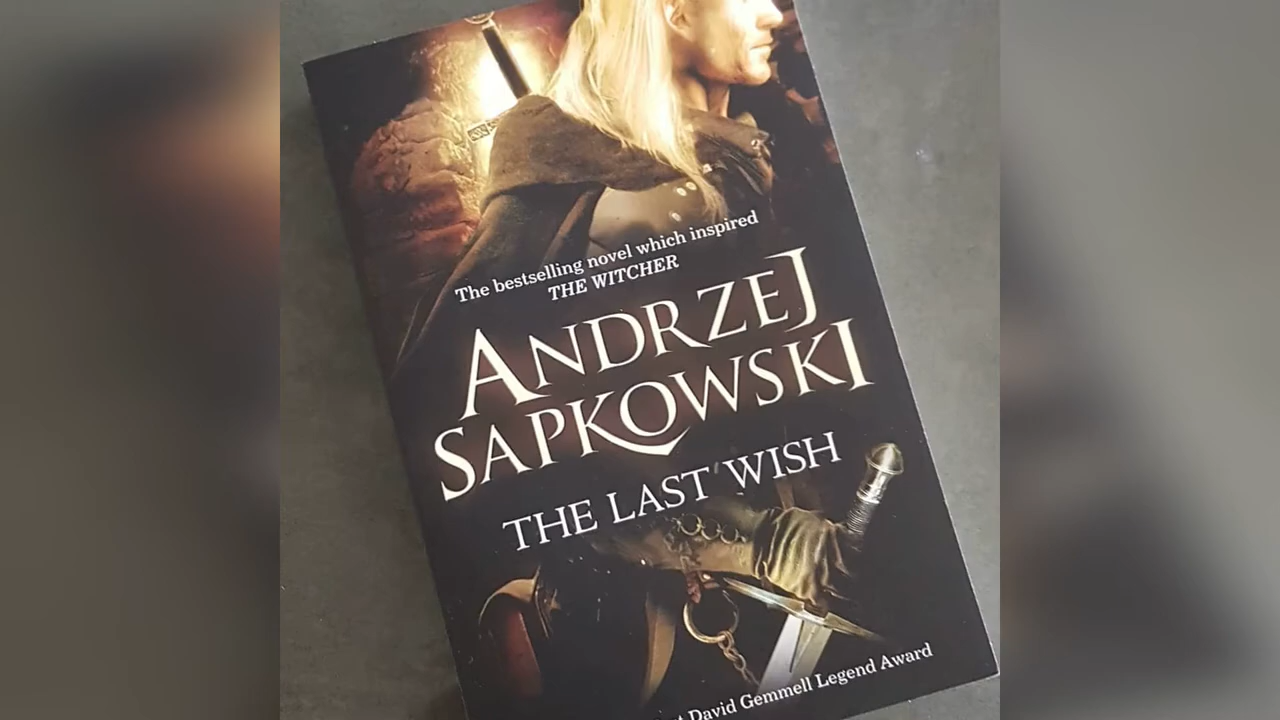 The bestselling novel which inspired
THE WITCHER
ANDRZEJ
SAPKOWSKI
THE LAST WISH
David Gemmell Legend Award